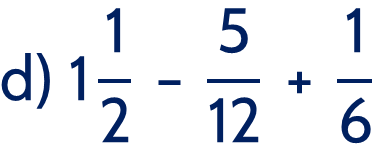 d) 1 1/2 - 5/12 + 1/6